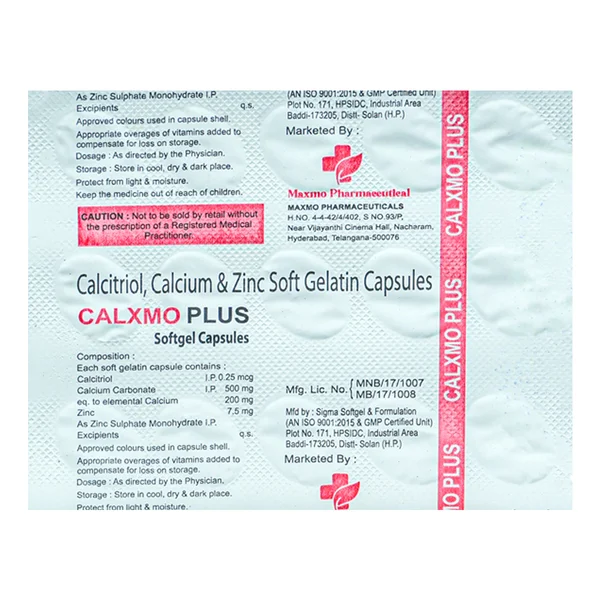 As Zinc Sulphate Monohydrate I.P.
Excipients q.s.
Approved colours used in capsule shell.
Appropriate overages of vitamins added to
compensate for loss on storage.
Dosage : As directed by the Physician.
Storage : Store in cool, dry & dark place.
Protect from light & moisture.
Keep the medicine out of reach of children.
CAUTION : Not to be sold by retail without
the prescription of a Registered Medical
Practitioner.
(AN ISO 9001:2015 & GMP Certified Unit)
Plot No. 171, HPSIDC, Industrial Area
Baddi-173205, Distt- Solan (H.P.)
Marketed By :
Maxmo Pharmaceutical
MAXMO PHARMACEUTICALS
H.NO. 4-4-42/4/402, S NO.93/P,
Near Vijayanthi Cinema Hall, Nacharam,
Hyderabad, Telangana-500076
Calcitriol, Calcium & Zinc Soft Gelatin Capsules
CALXMO PLUS
Softgel Capsules
Composition :
Each soft gelatin capsule contains :
Calcitriol I.P. 0.25 mcg
Calcium Carbonate I.P. 500 mg
eq. to elemental Calcium 200 mg
Zinc 7.5 mg
As Zinc Sulphate Monohydrate I.P.
Excipients q.s.
Approved colours used in capsule shell.
Appropriate overages of vitamins added to
compensate for loss on storage.
Dosage : As directed by the Physician.
Storage : Store in cool, dry & dark place.
Protect from light & moisture
Mfg. Lic. No. { MNB/17/1007
MB/17/1008
Mfd by : Sigma Softgel & Formulation
(AN ISO 9001:2015 & GMP Certified Unit)
Plot No. 171, HPSIDC, Industrial Area
Baddi-173205, Distt- Solan (H.P.)
Marketed By :
CALXMO PLUS
CALXMO PLUS
MO PLUS